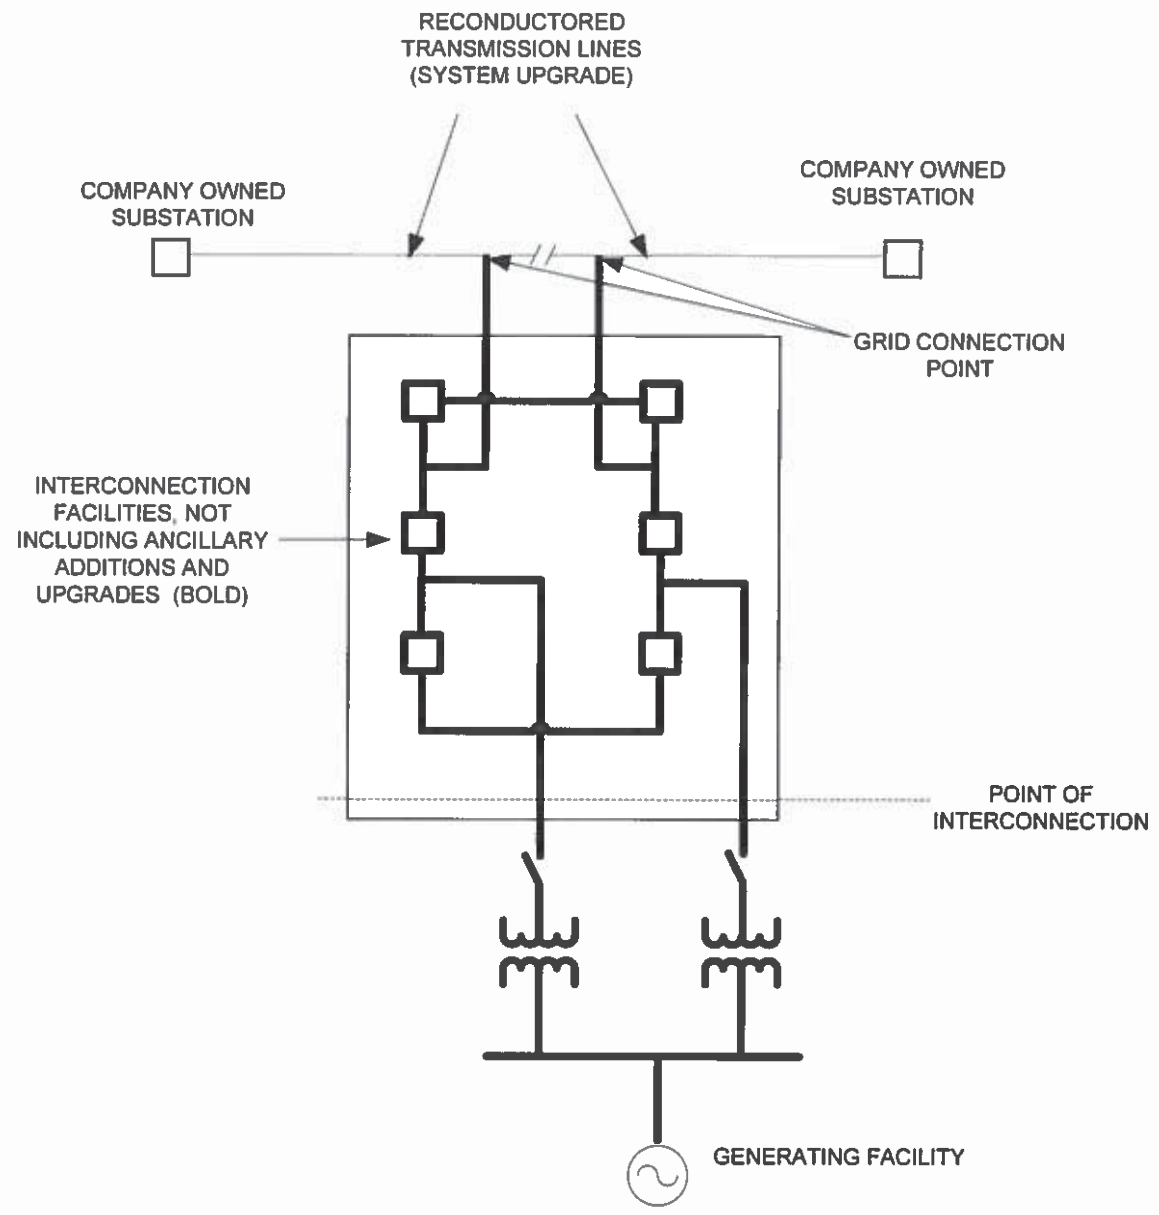 RECONDUCTORED
TRANSMISSION LINES
(SYSTEM UPGRADE)
COMPANY OWNED
SUBSTATION
COMPANY OWNED
SUBSTATION
GRID CONNECTION
POINT
INTERCONNECTION
FACILITIES, NOT
INCLUDING ANCILLARY
ADDITIONS AND
UPGRADES (BOLD)
POINT OF
INTERCONNECTION
GENERATING FACILITY